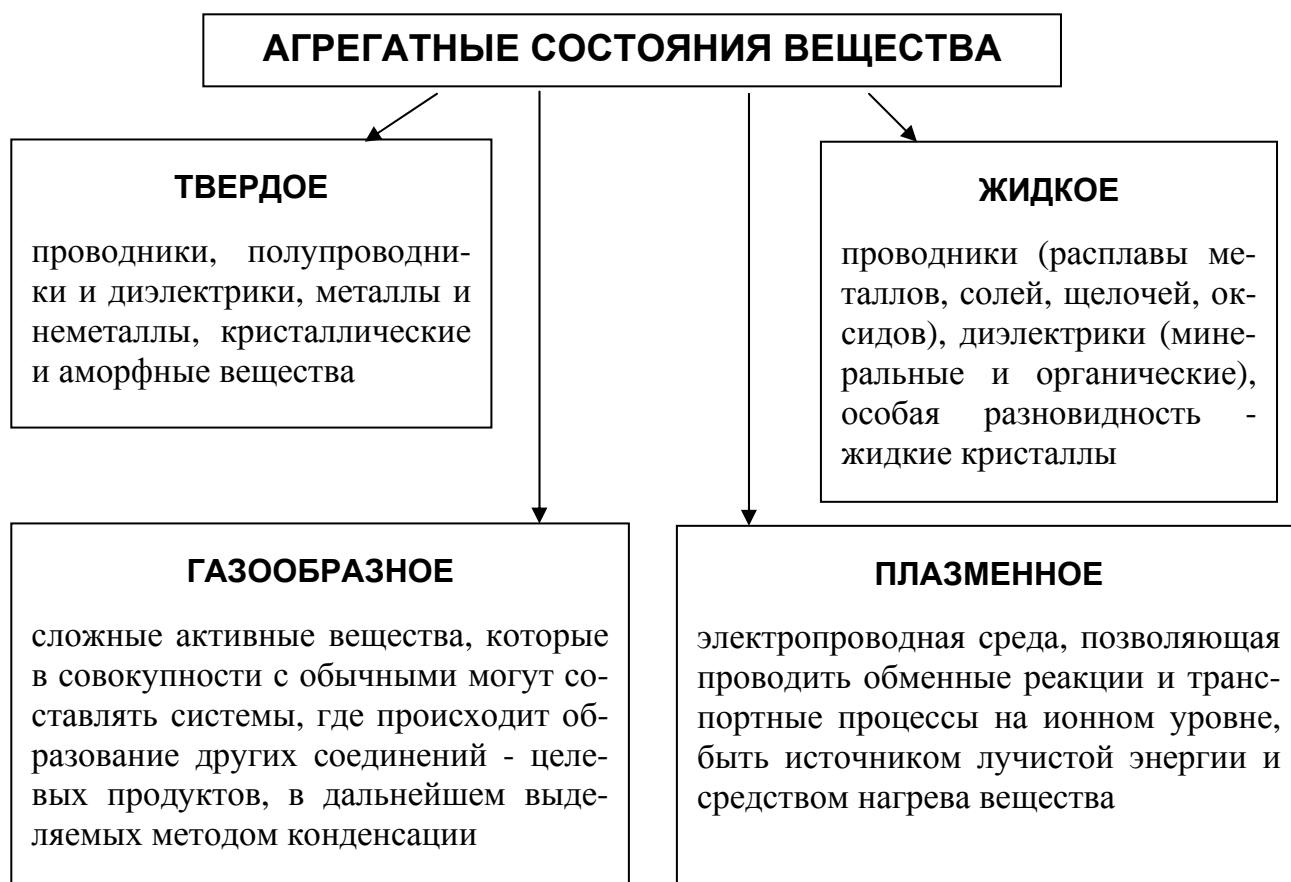 АГРЕГАТНЫЕ СОСТОЯНИЯ ВЕЩЕСТВА
ТВЕРДОЕ
проводники, полупроводни-
ки и диэлектрики, металлы и
неметаллы, кристаллические
и аморфные вещества
ЖИДКОЕ
проводники (расплавы ме-
таллов, солей, щелочей, ок-
сидов), диэлектрики (мине-
ральные и органические),
особая разновидность -
жидкие кристаллы
ГАЗООБРАЗНОЕ
сложные активные вещества, которые
в совокупности с обычными могут со-
ставлять системы, где происходит об-
разование других соединений - целе-
вых продуктов, в дальнейшем выде-
ляемых методом конденсации
ПЛАЗМЕННОЕ
электропроводная среда, позволяющая
проводить обменные реакции и транс-
портные процессы на ионном уровне,
быть источником лучистой энергии и
средством нагрева вещества